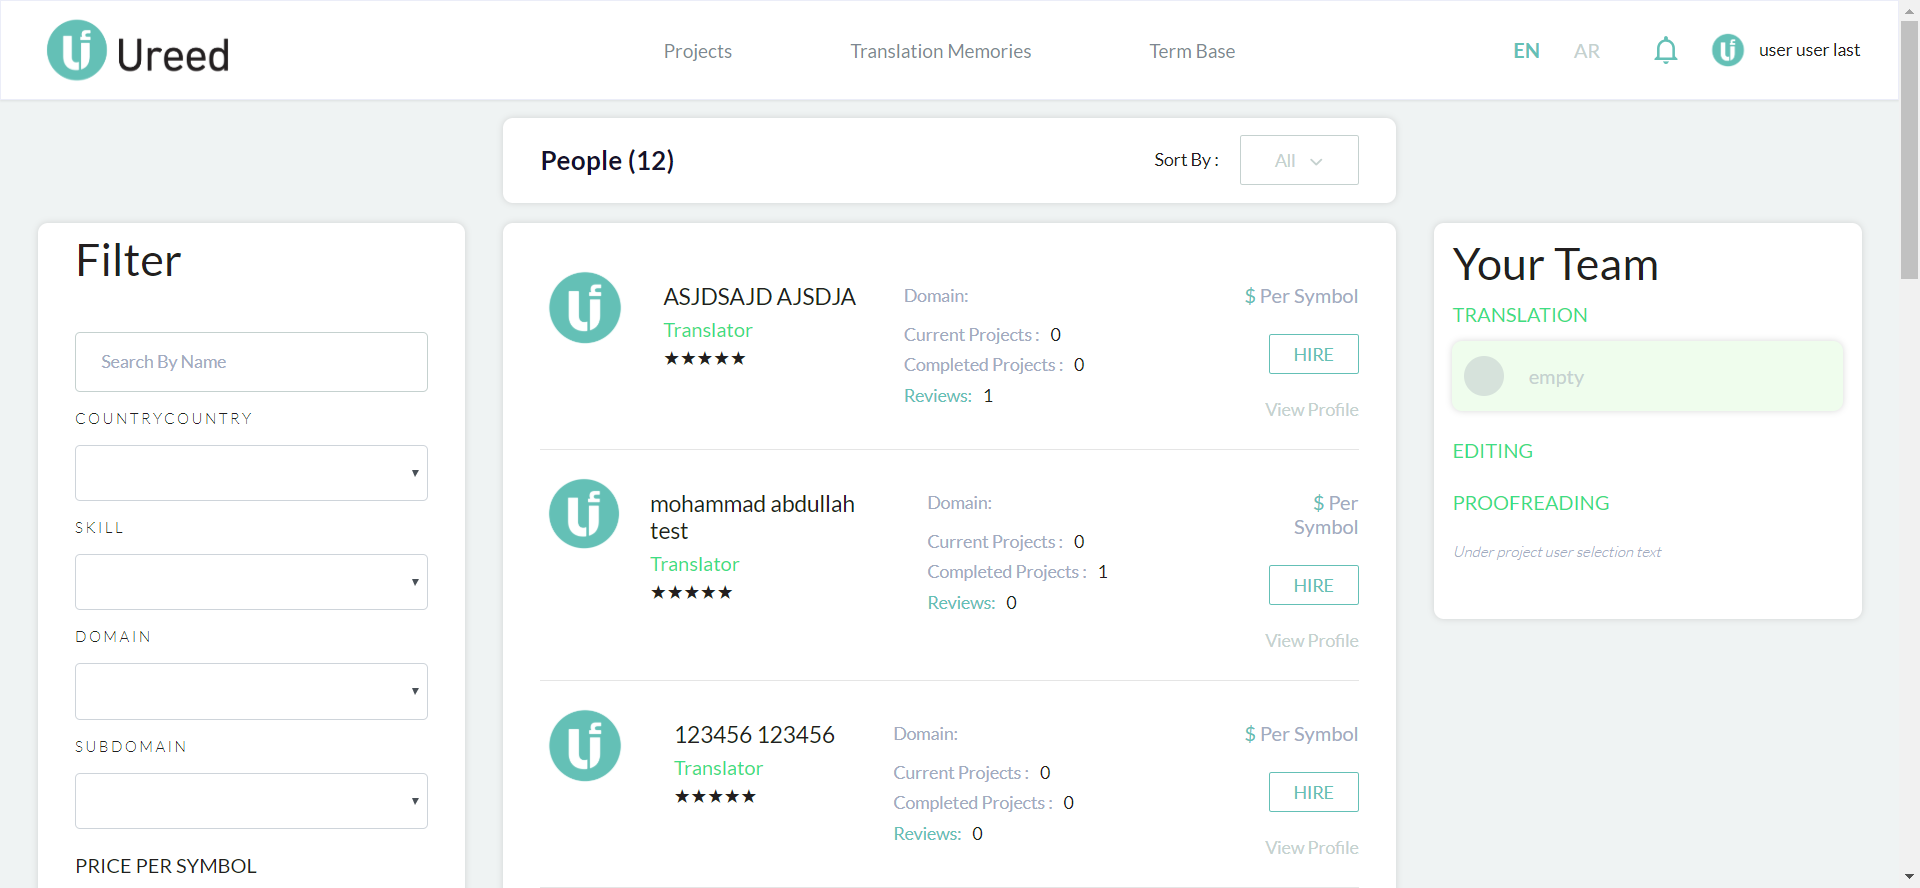 Ureed
Projects
Translation Memories
Term Base
EN
AR
user user last
People (12)
Sort By :
All
Filter
Search By Name
COUNTRYCOUNTRY
SKILL
DOMAIN
SUBDOMAIN
PRICE PER SYMBOL
ASJDSAJD AJSDJA
Translator
★★★★★
Domain:
Current Projects : 0
Completed Projects : 0
Reviews: 1
$ Per Symbol
HIRE
View Profile
mohammad abdullah
test
Translator
★★★★★
Domain:
Current Projects : 0
Completed Projects : 1
Reviews: 0
$ Per
Symbol
HIRE
View Profile
123456 123456
Translator
★★★★★
Domain:
Current Projects : 0
Completed Projects : 0
Reviews: 0
$ Per Symbol
HIRE
View Profile
Your Team
TRANSLATION
empty
EDITING
PROOFREADING
Under project user selection text